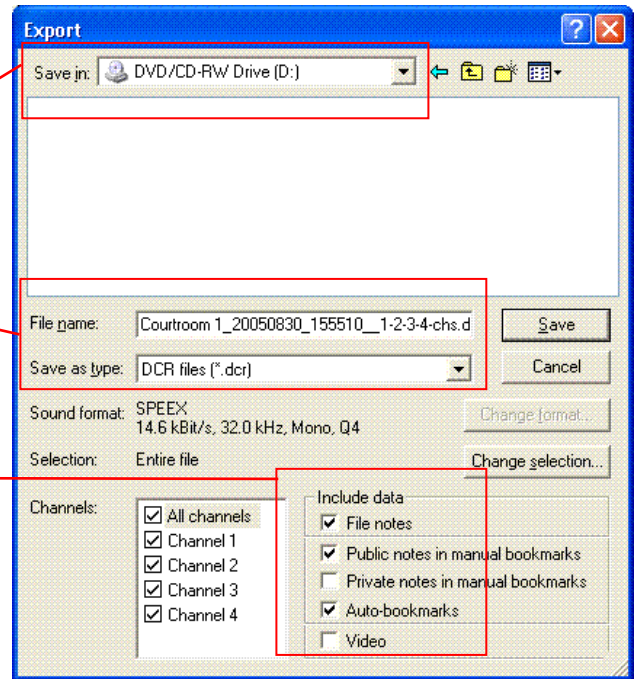 Export
Save in: DVD/CD-RW Drive (D:)
File name: Courtroom 1_20050830_155510__1-2-3-4-chs.d Save
Save as type: DCR files (*.dcr) Cancel
Sound format: SPEEX
14.6 kBit/s, 32.0 kHz, Mono, Q4 Change format...
Selection: Entire file Change selection...
Channels:
All channels
Channel 1
Channel 2
Channel 3
Channel 4
Include data
File notes
Public notes in manual bookmarks
Private notes in manual bookmarks
Auto-bookmarks
Video